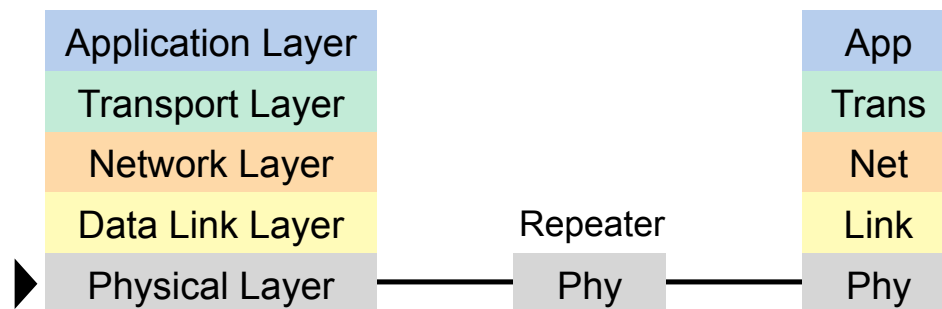 Application Layer
Transport Layer
Network Layer
Data Link Layer
Physical Layer
Repeater
Phy
App
Trans
Net
Link
Phy